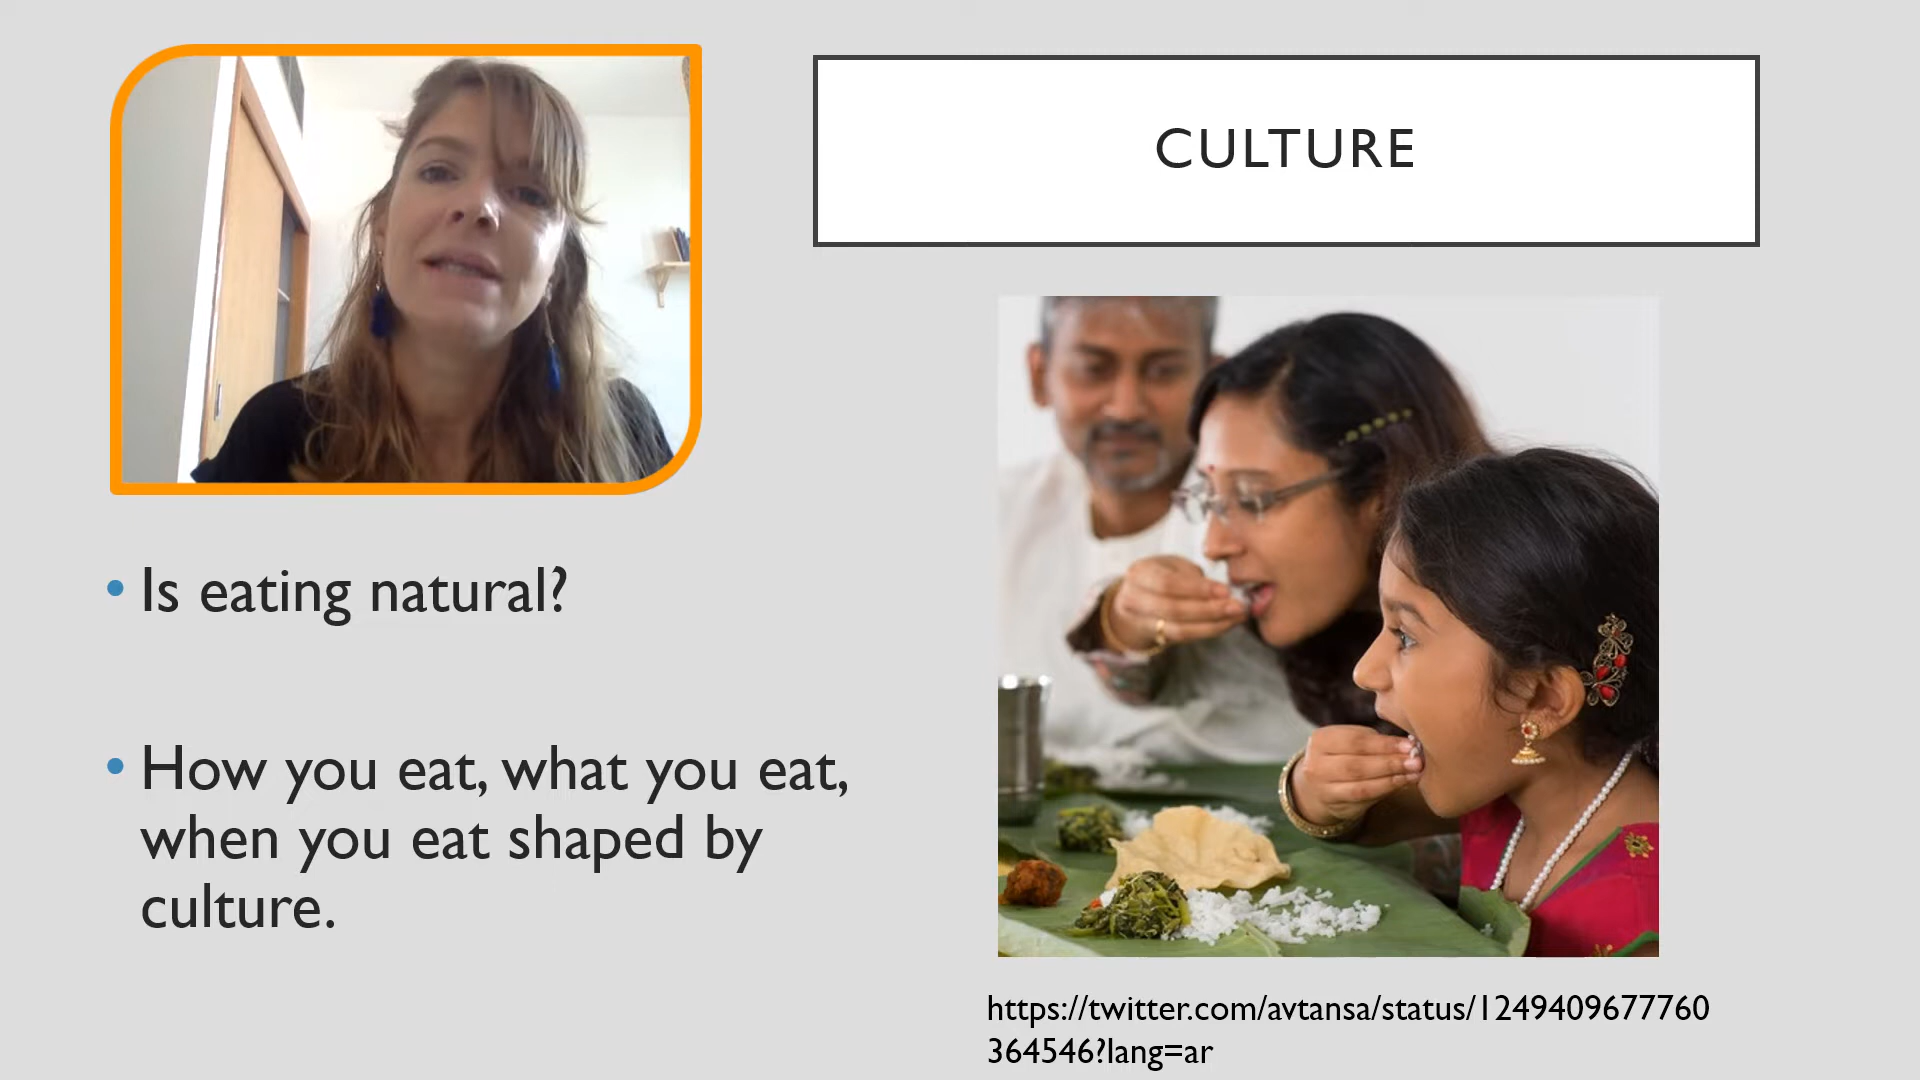 CULTURE
• Is eating natural?
• How you eat, what you eat,
when you eat shaped by
culture.
https://twitter.com/avtansa/status/1249409677760
364546?lang=ar